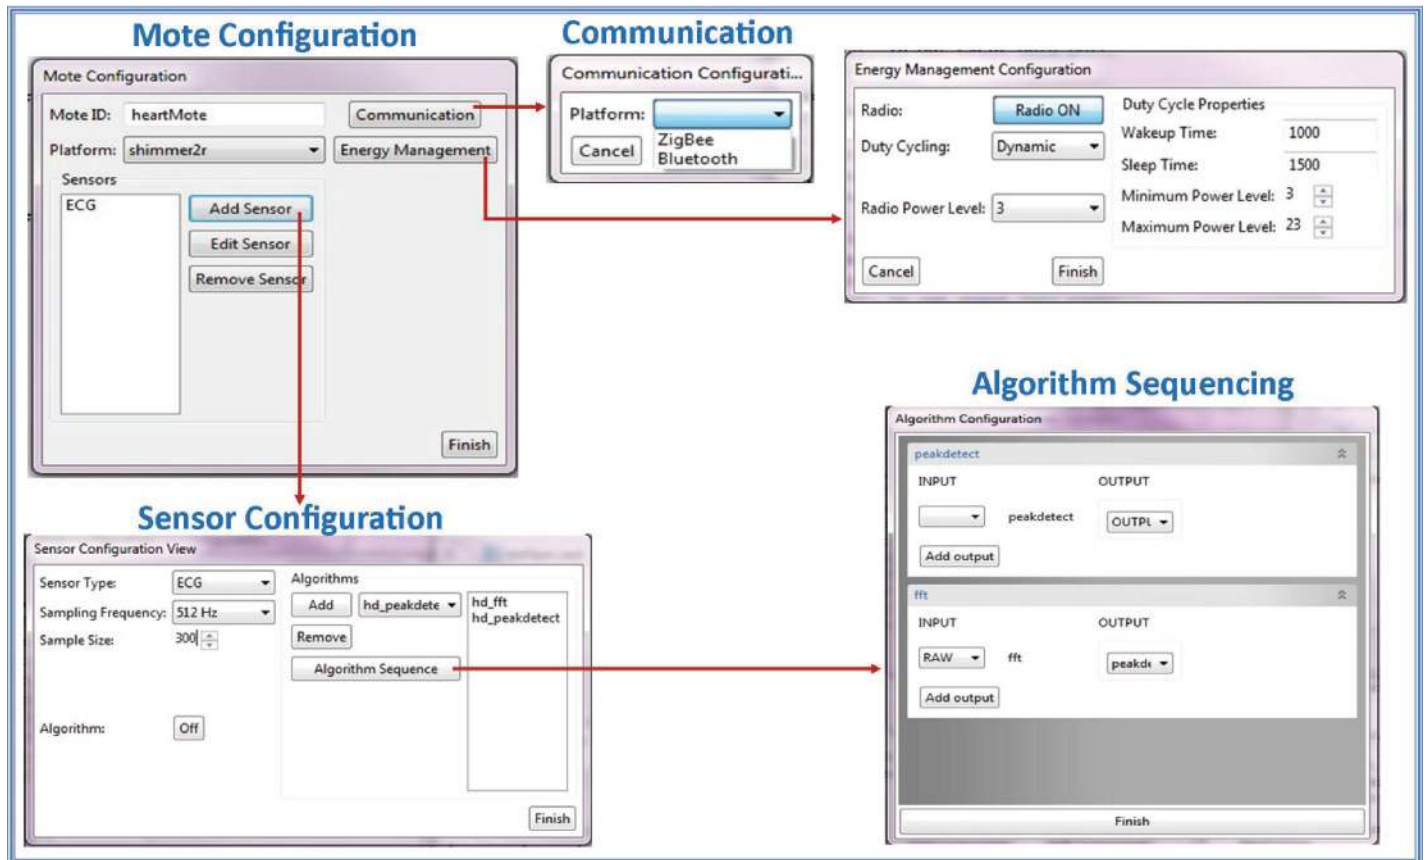 Mote Configuration
Mote Configuration
Mote ID: heartMote
Communication
Platform: shimmer2r
Energy Management
Sensors
ECG
Add Sensor
Edit Sensor
Remove Sensor
Finish
Communication
Communication Configurati...
Platform:
Cancel
ZigBee
Bluetooth
Energy Management Configuration
Radio: Radio ON
Duty Cycling: Dynamic
Radio Power Level: 3
Duty Cycle Properties
Wakeup Time: 1000
Sleep Time: 1500
Minimum Power Level: 3
Maximum Power Level: 23
Cancel Finish
Sensor Configuration
Sensor Configuration View
Sensor Type: ECG
Sampling Frequency: 512 Hz
Sample Size: 300
Algorithm: Off
Algorithms
Add hd_peakdete
Remove
Algorithm Sequence
hd_fft
hd_peakdetect
Finish
Algorithm Sequencing
Algorithm Configuration
peakdetect
INPUT OUTPUT
peakdetect OUTPU
Add output
fft
INPUT OUTPUT
RAW fft peakd
Add output
Finish